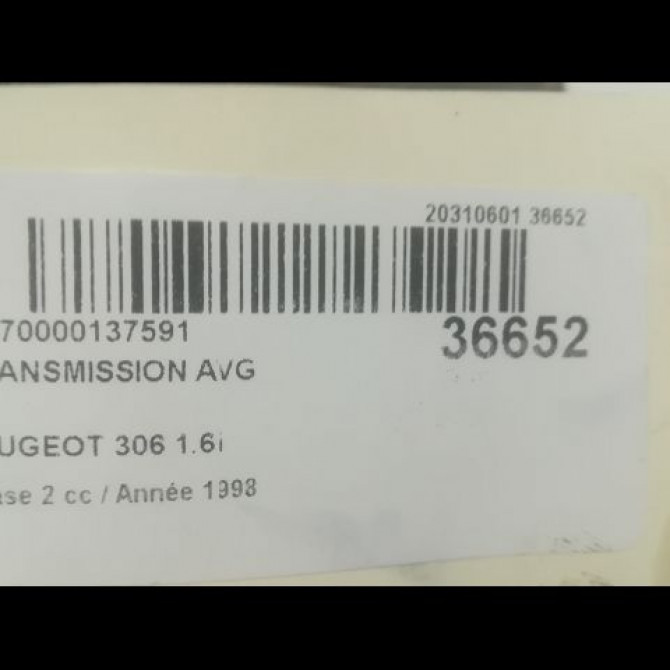 20310601 36652
70000137591
36652
ANSMISSION AVG
UGEOT 306 1.6i
ase 2 cc / Année 1998